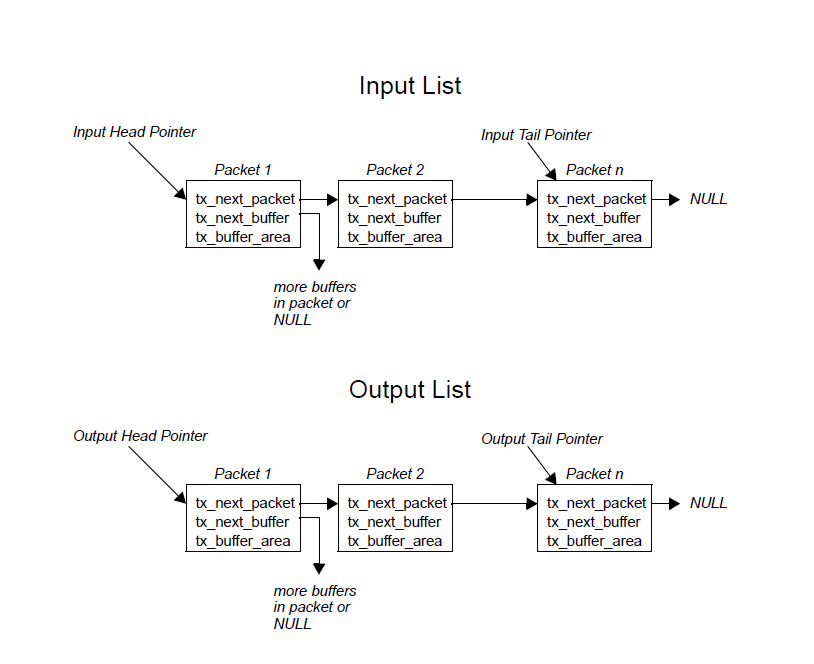 Input List
Input Head Pointer
Input Tail Pointer
Packet 1
Packet 2
Packet n
tx_next_packet
tx_next_buffer
tx_buffer_area
tx_next_packet
tx_next_buffer
tx_buffer_area
tx_next_packet
tx_next_buffer
tx_buffer_area
NULL
more buffers
in packet or
NULL
Output List
Output Head Pointer
Output Tail Pointer
Packet 1
Packet 2
Packet n
tx_next_packet
tx_next_buffer
tx_buffer_area
tx_next_packet
tx_next_buffer
tx_buffer_area
tx_next_packet
tx_next_buffer
tx_buffer_area
NULL
more buffers
in packet or
NULL